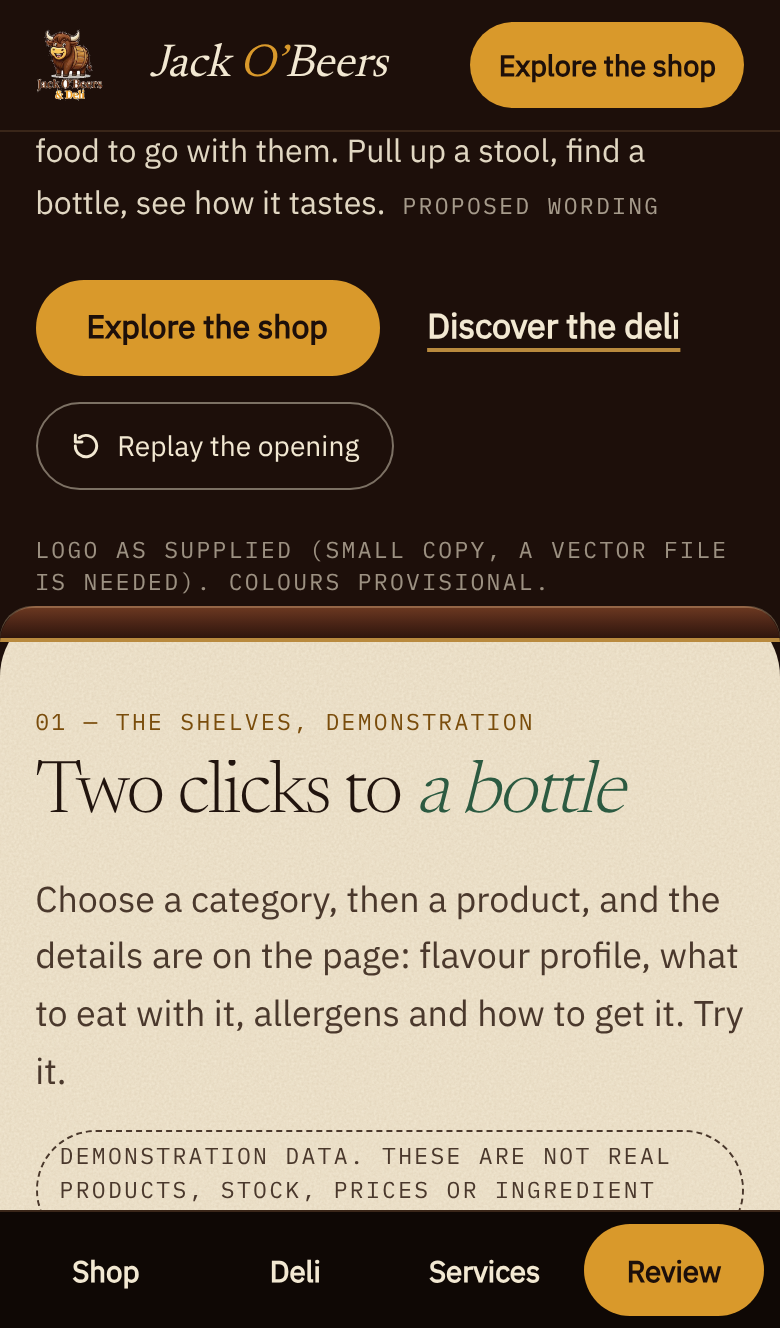 Jack O'Beers
& Deli
Jack O’Beers
Explore the shop
food to go with them. Pull up a stool, find a
bottle, see how it tastes. PROPOSED WORDING
Explore the shop
Discover the deli
Replay the opening
LOGO AS SUPPLIED (SMALL COPY, A VECTOR FILE
IS NEEDED). COLOURS PROVISIONAL.
01 — THE SHELVES, DEMONSTRATION
Two clicks to a bottle
Choose a category, then a product, and the
details are on the page: flavour profile, what
to eat with it, allergens and how to get it. Try
it.
DEMONSTRATION DATA. THESE ARE NOT REAL
PRODUCTS, STOCK, PRICES OR INGREDIENT
Shop
Deli
Services
Review